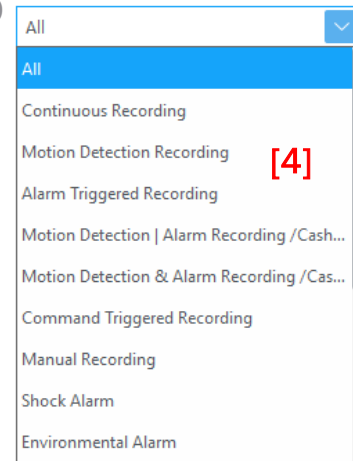 All
All
Continuous Recording
Motion Detection Recording
[4]
Alarm Triggered Recording
Motion Detection | Alarm Recording /Cash...
Motion Detection & Alarm Recording /Cas...
Command Triggered Recording
Manual Recording
Shock Alarm
Environmental Alarm